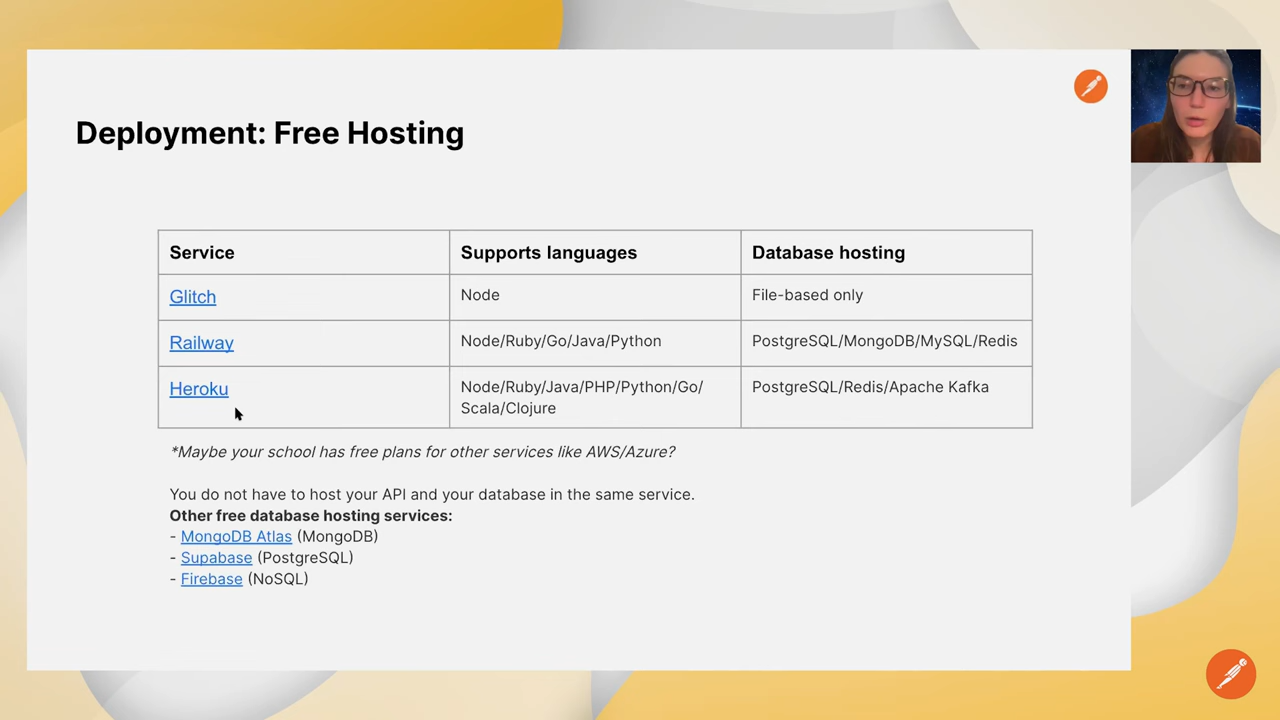 Deployment: Free Hosting
Service Supports languages Database hosting
Glitch Node File-based only
Railway Node/Ruby/Go/Java/Python PostgreSQL/MongoDB/MySQL/Redis
Heroku Node/Ruby/Java/PHP/Python/Go/ PostgreSQL/Redis/Apache Kafka
Scala/Clojure
*Maybe your school has free plans for other services like AWS/Azure?
You do not have to host your API and your database in the same service.
Other free database hosting services:
- MongoDB Atlas (MongoDB)
- Supabase (PostgreSQL)
- Firebase (NoSQL)